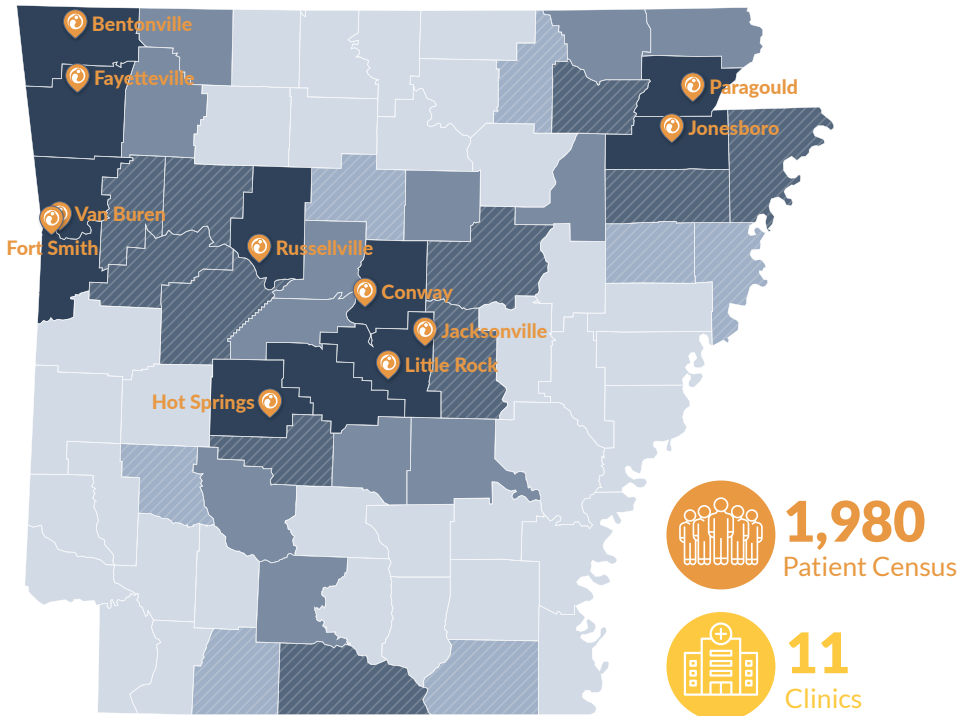 Bentonville
Fayetteville
Paragould
Jonesboro
Van Buren
Fort Smith
Russellville
Conway
Jacksonville
Little Rock
Hot Springs
1,980
Patient Census
11
Clinics